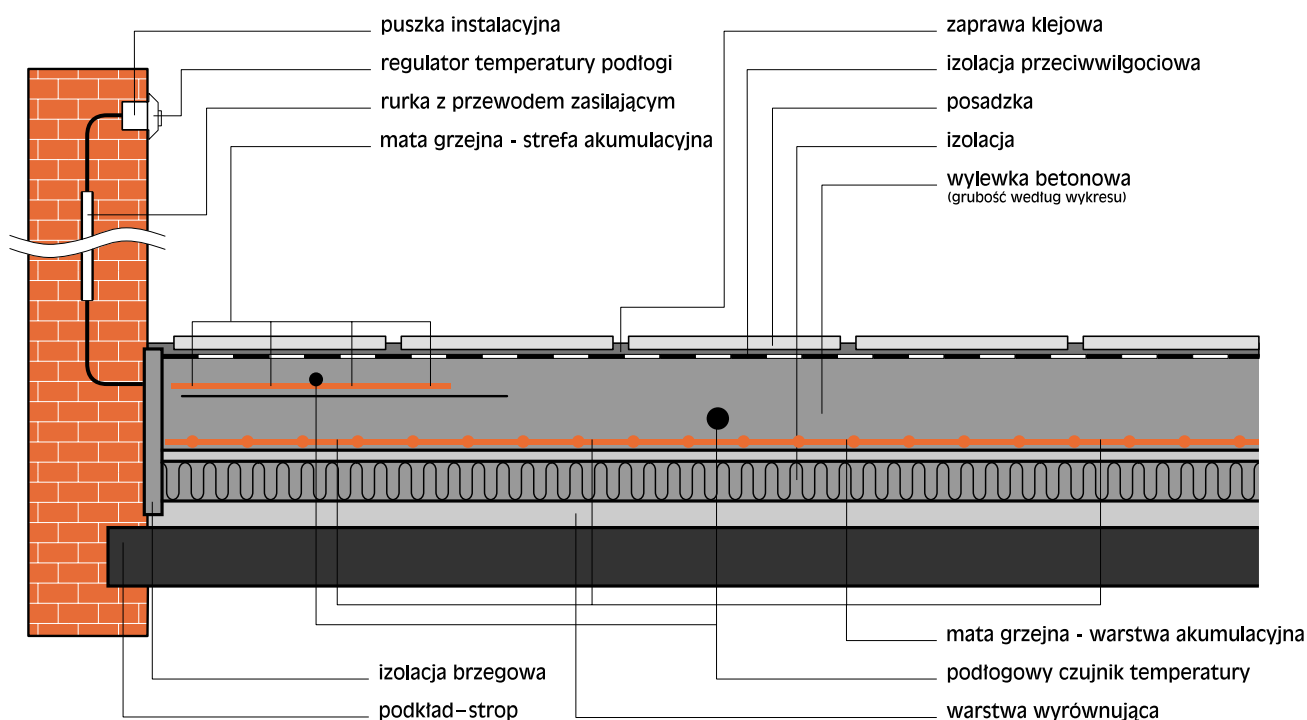 puszka instalacyjna
regulator temperatury podłogi
rurka z przewodem zasilającym
mata grzejna - strefa akumulacyjna
zaprawa klejowa
izolacja przeciwwilgociowa
posadzka
izolacja
wylewka betonowa
(grubość według wykresu)
izolacja brzegowa
podkład–strop
mata grzejna - warstwa akumulacyjna
podłogowy czujnik temperatury
warstwa wyrównująca